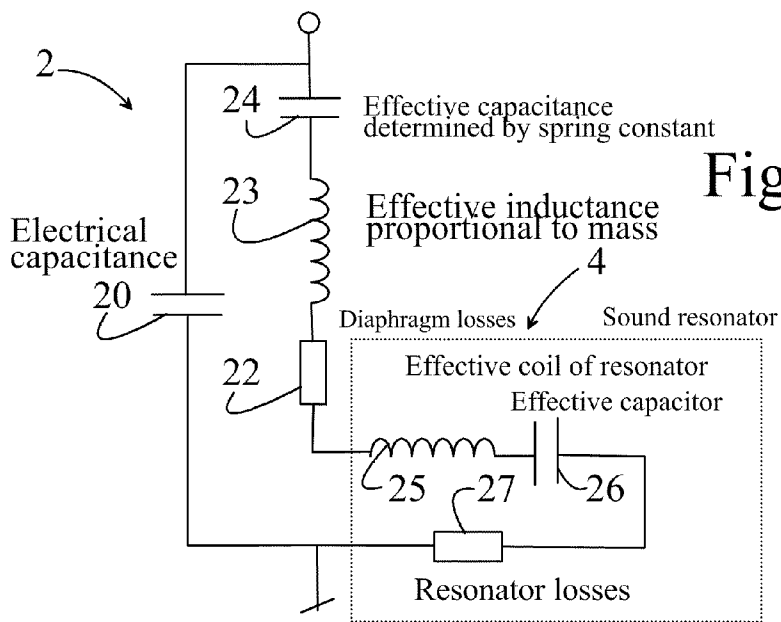 2
24
Effective capacitance
determined by spring constant
Fig
23
Effective inductance
proportional to mass
Electrical
capacitance
20
4
Diaphragm losses
Sound resonator
22
Effective coil of resonator
Effective capacitor
25
27
26
Resonator losses